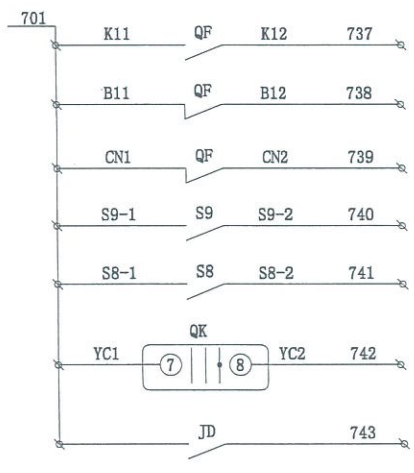 701
K11 QF K12 737
B11 QF B12 738
CN1 QF CN2 739
S9-1 S9 S9-2 740
S8-1 S8 S8-2 741
QK
YC1 7 8 YC2 742
JD 743